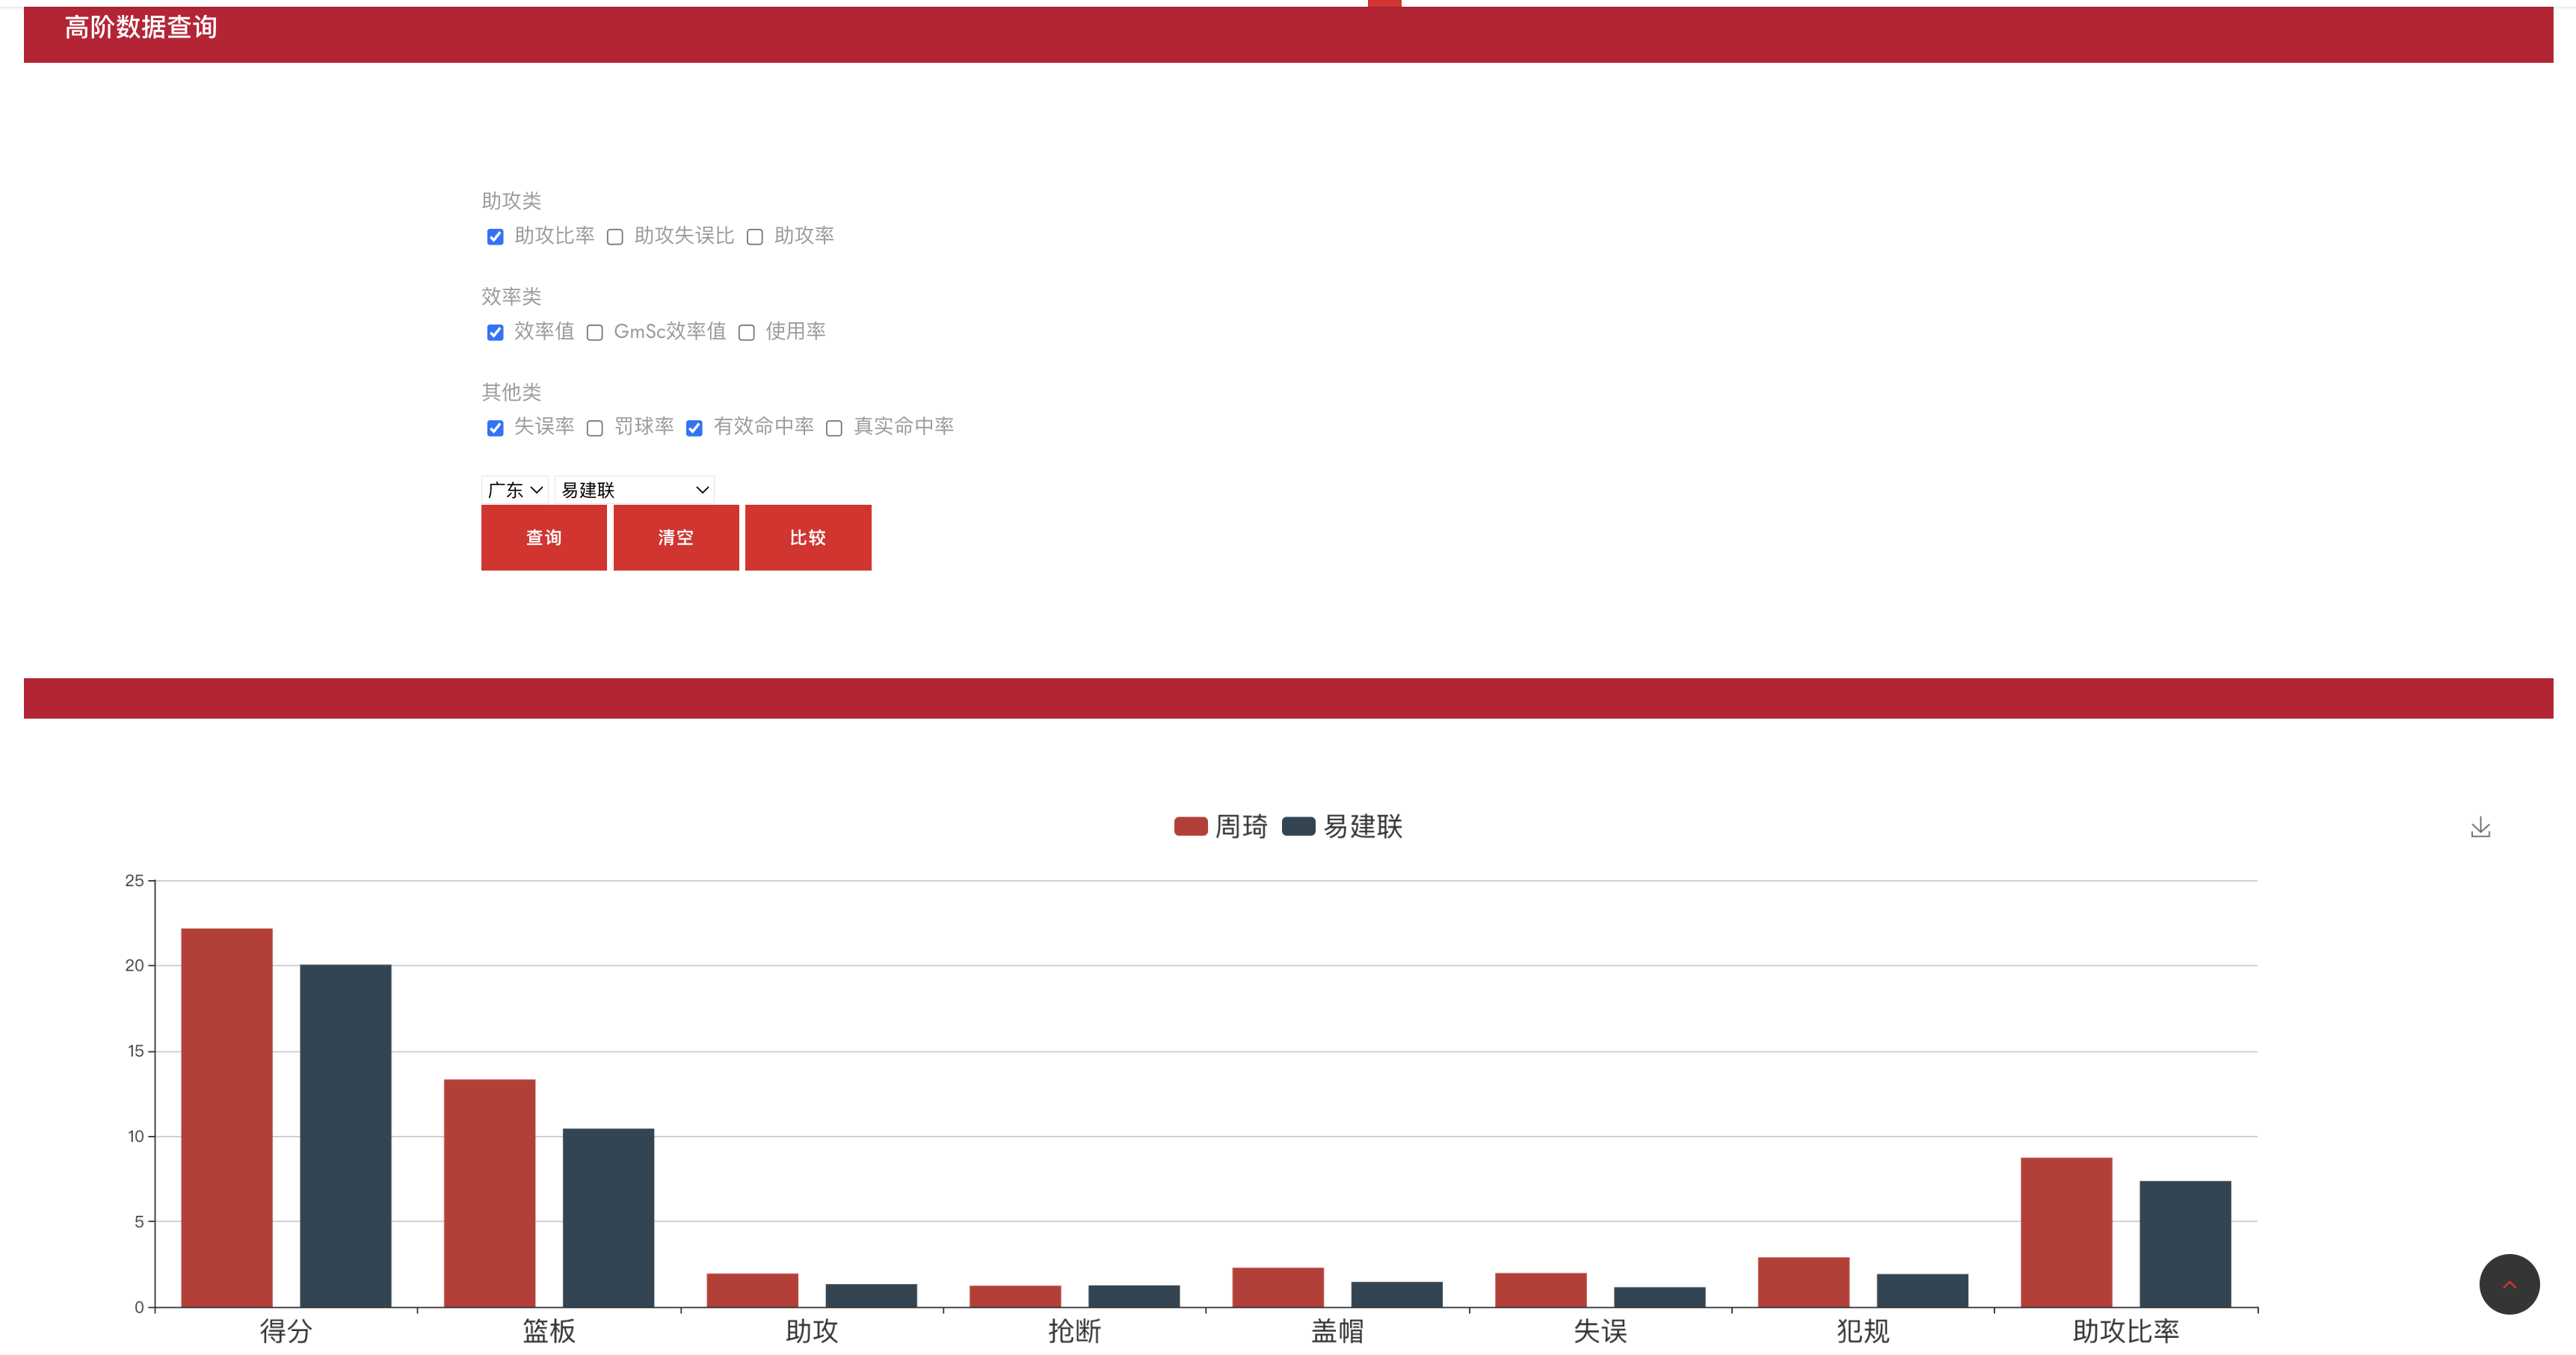 高阶数据查询
助攻类
助攻比率 助攻失误比 助攻率
效率类
效率值 GmSc效率值 使用率
其他类
失误率 罚球率 有效命中率 真实命中率
广东 易建联
查询 清空 比较
周琦 易建联
25
20
15
10
5
0
得分 篮板 助攻 抢断 盖帽 失误 犯规 助攻比率